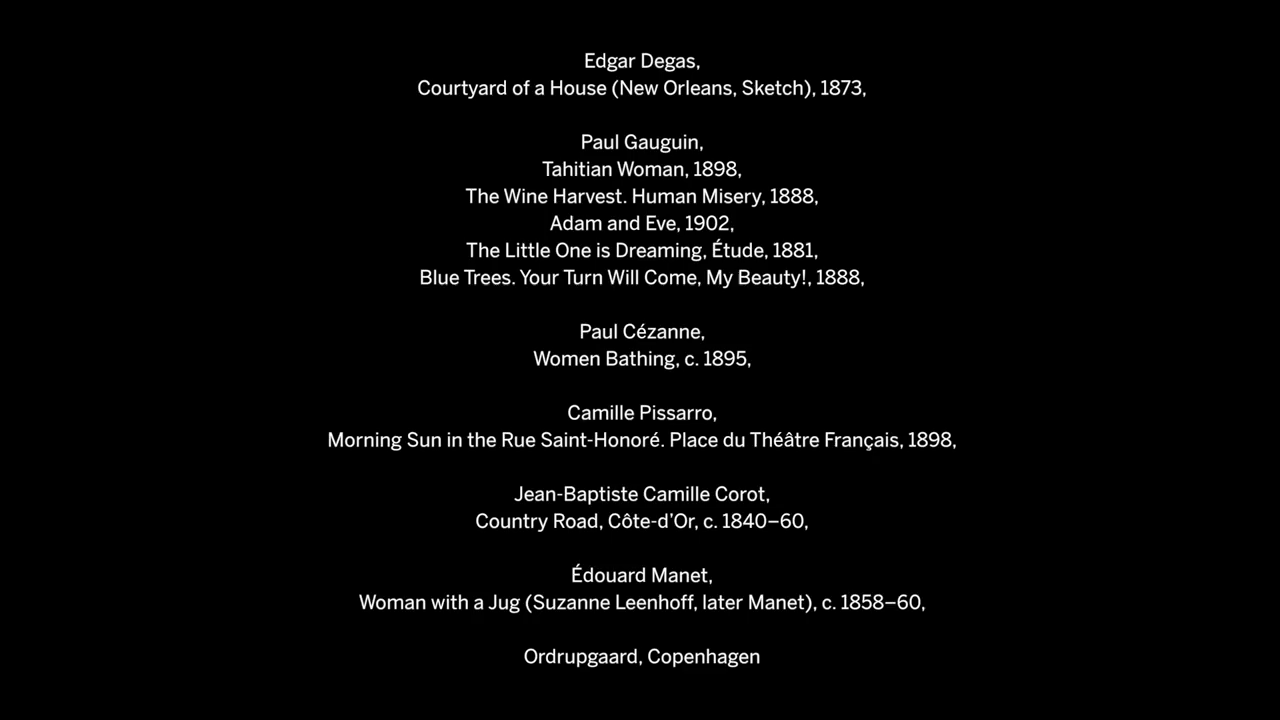 Edgar Degas,
Courtyard of a House (New Orleans, Sketch), 1873,
Paul Gauguin,
Tahitian Woman, 1898,
The Wine Harvest. Human Misery, 1888,
Adam and Eve, 1902,
The Little One is Dreaming, Étude, 1881,
Blue Trees. Your Turn Will Come, My Beauty!, 1888,
Paul Cézanne,
Women Bathing, c. 1895,
Camille Pissarro,
Morning Sun in the Rue Saint-Honoré. Place du Théâtre Français, 1898,
Jean-Baptiste Camille Corot,
Country Road, Côte-d’Or, c. 1840–60,
Édouard Manet,
Woman with a Jug (Suzanne Leenhoff, later Manet), c. 1858–60,
Ordrupgaard, Copenhagen